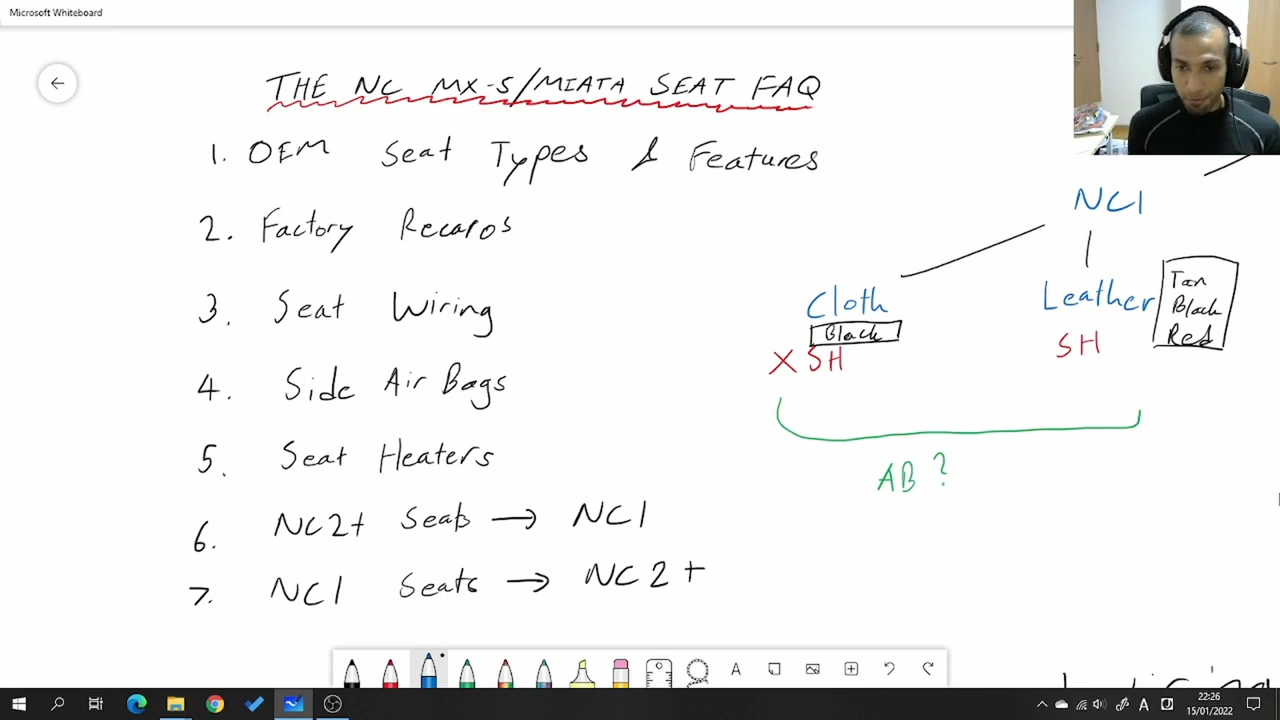 Microsoft Whiteboard
THE NC MX-5/MIATA SEAT FAQ
1. OEM Seat Types & Features
2. Factory Recaros
3. Seat Wiring
4. Side Air Bags
5. Seat Heaters
6. NC2+ Seats → NC1
7. NC1 Seats → NC2+
NC1
Cloth
Black
X SH
Leather
SH
Tan
Black
Red
AB?
A
A
22:26
15/01/2022